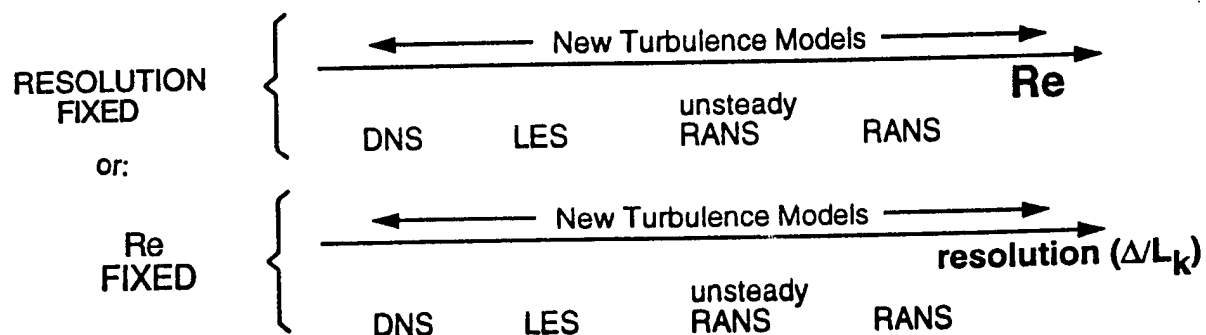 New Turbulence Models
RESOLUTION
FIXED
Re
DNS LES unsteady
RANS RANS
or:
New Turbulence Models
Re
FIXED
resolution (Δ/Lk)
DNS LES unsteady
RANS RANS